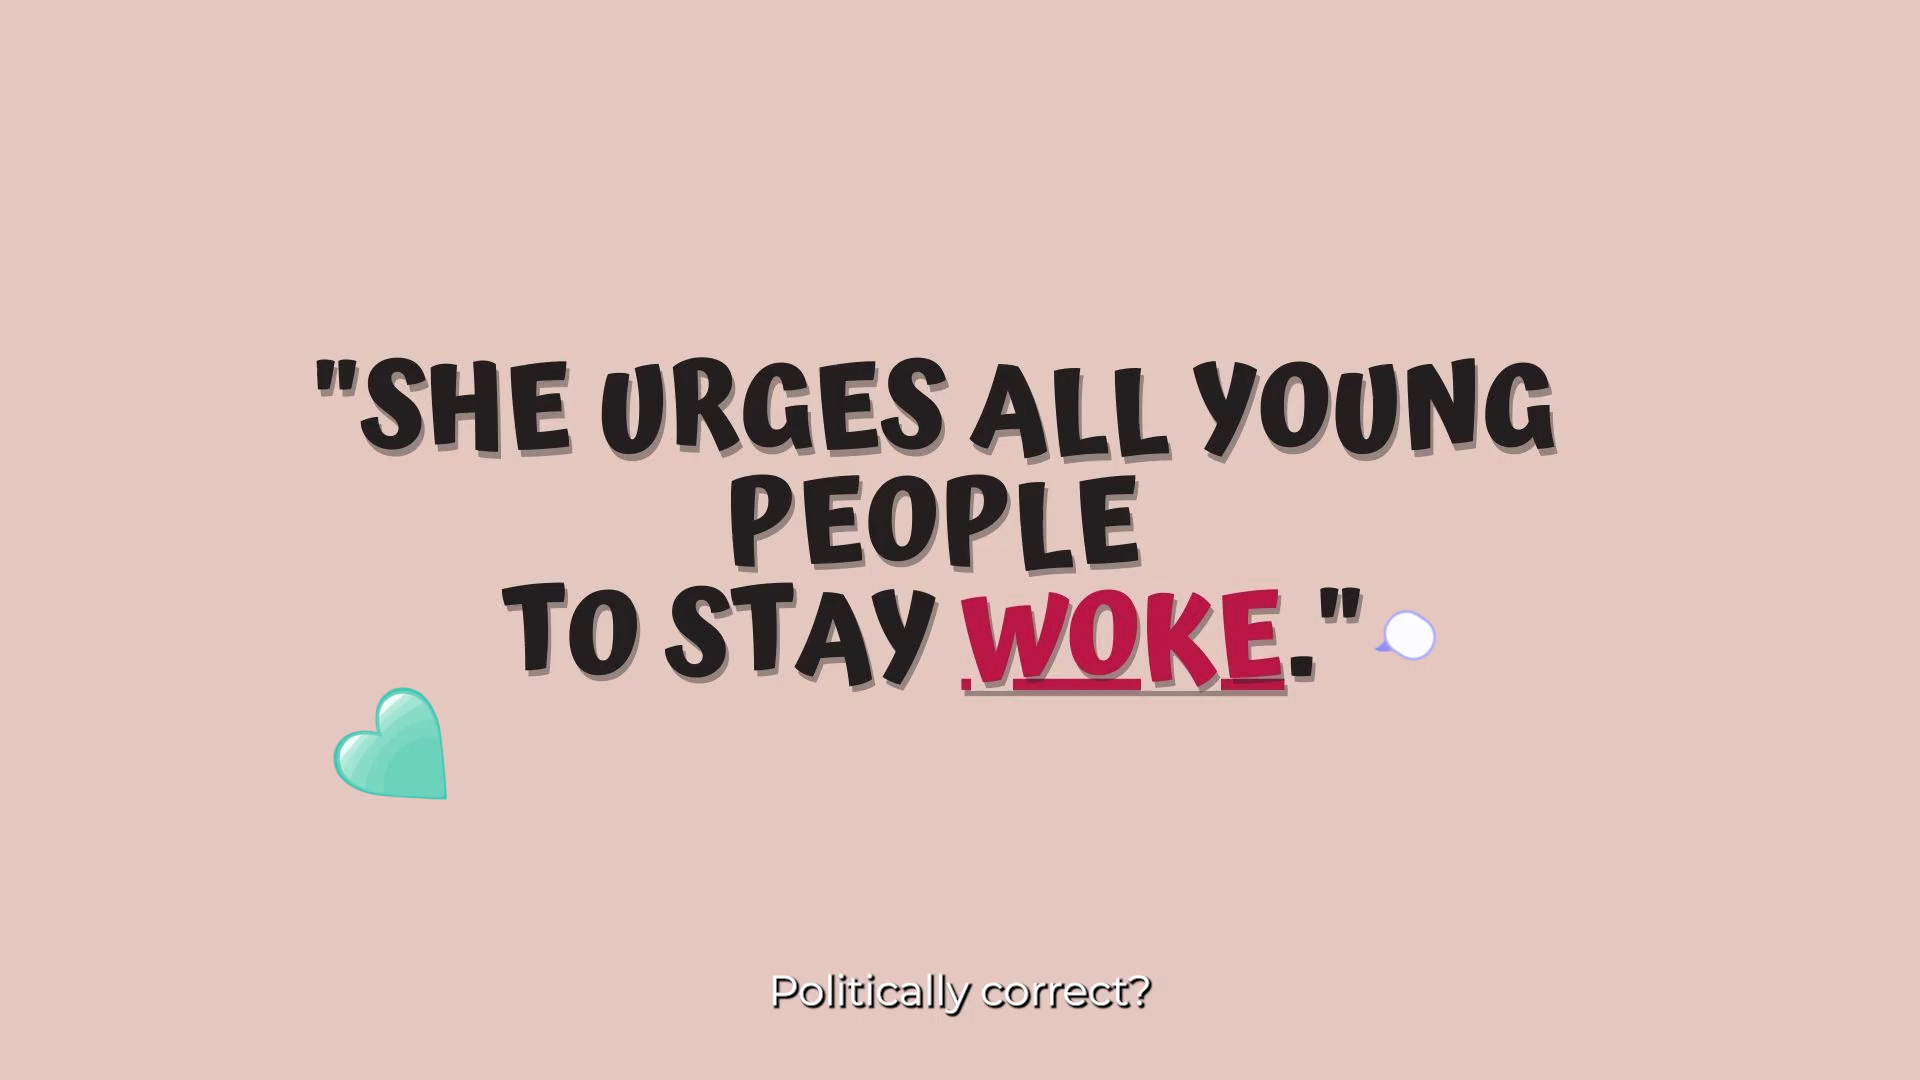 "SHE URGES ALL YOUNG
PEOPLE
TO STAY WOKE."
Politically correct?